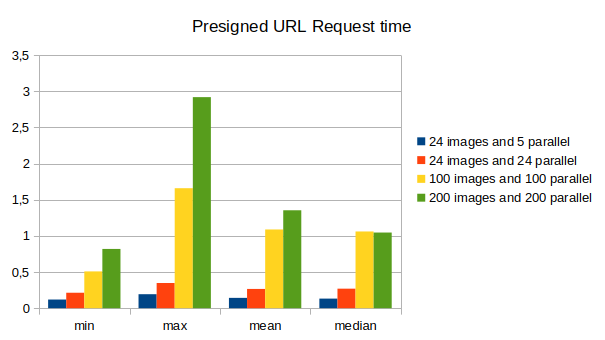 Presigned URL Request time
3,5
3
2,5
2
1,5
1
0,5
0
min max mean median
24 images and 5 parallel
24 images and 24 parallel
100 images and 100 parallel
200 images and 200 parallel